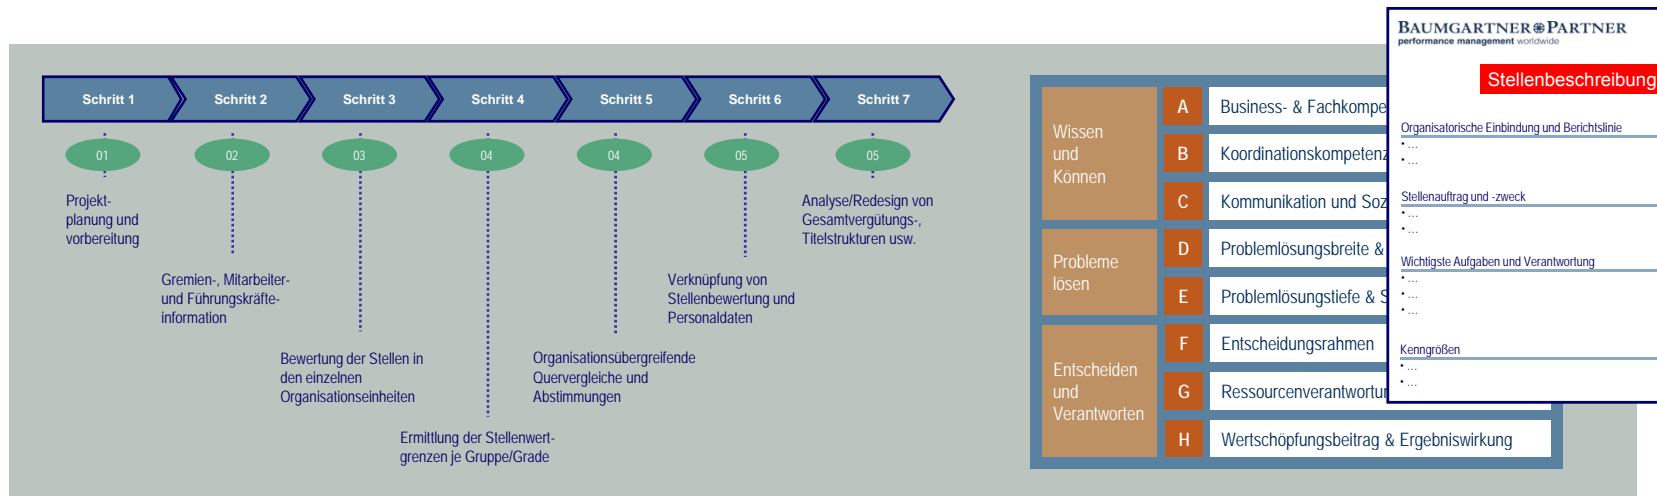 Schritt 1
Schritt 2
Schritt 3
Schritt 4
Schritt 5
Schritt 6
Schritt 7
01
02
03
04
04
05
05
Projekt-
planung und
vorbereitung
Gremien-, Mitarbeiter-
und Führungskräfte-
information
Bewertung der Stellen in
den einzelnen
Organisationseinheiten
Ermittlung der Stellenwert-
grenzen je Gruppe/Grade
Organisationsübergreifende
Quervergleiche und
Abstimmungen
Verknüpfung von
Stellenbewertung und
Personaldaten
Analyse/Redesign von
Gesamtvergütungs-,
Titelstrukturen usw.
Wissen
und
Können
A
Business- & Fachkompe
B
Koordinationskompetenz
C
Kommunikation und Soz
Probleme
lösen
D
Problemlösungsbreite &
E
Problemlösungstiefe & S
Entscheiden
und
Verantworten
F
Entscheidungsrahmen
G
Ressourcenverantwortu
H
Wertschöpfungsbeitrag & Ergebniswirkung
BAUMGARTNER PARTNER
performance management worldwide
Stellenbeschreibung
Organisatorische Einbindung und Berichtslinie
• ...
• ...
Stellenauftrag und -zweck
• ...
• ...
Wichtigste Aufgaben und Verantwortung
• ...
• ...
• ...
Kenngrößen
• ...
• ...